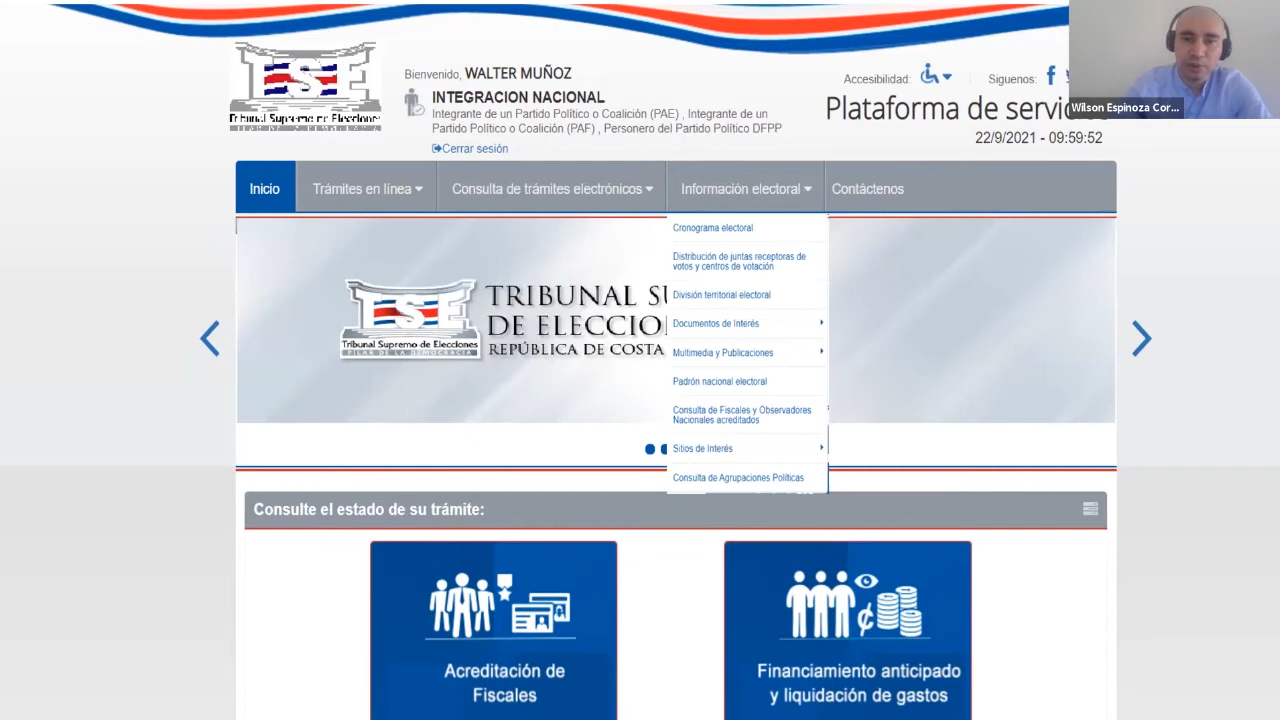 Tribunal Supremo de Elecciones
Bienvenido, WALTER MUÑOZ
INTEGRACION NACIONAL
Integrante de un Partido Político o Coalición (PAE) , Integrante de un
Partido Político o Coalición (PAF) , Personero del Partido Político DFPP
Cerrar sesión
Accesibilidad:
Siguenos:
Plataforma de servic
Wilson Espinoza Cor...
22/9/2021 - 09:59:52
Inicio
Trámites en línea
Consulta de trámites electrónicos
Información electoral
Contáctenos
Cronograma electoral
Distribución de juntas receptoras de
votos y centros de votación
División territorial electoral
Documentos de Interés
Multimedia y Publicaciones
Padrón nacional electoral
Consulta de Fiscales y Observadores
Nacionales acreditados
Sitios de Interés
Consulta de Agrupaciones Políticas
TSE
Tribunal Supremo de Elecciones
PILAR DE LA DEMOCRACIA
TRIBUNAL SU
DE ELECCIO
REPÚBLICA DE COSTA
Consulte el estado de su trámite:
Acreditación de
Fiscales
Financiamiento anticipado
y liquidación de gastos